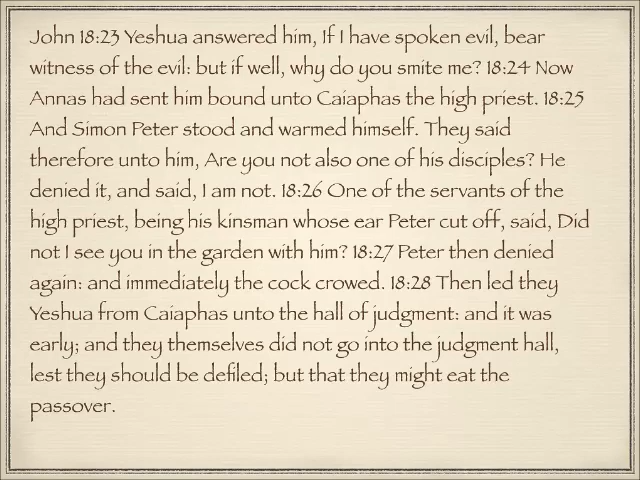 John 18:23 Yeshua answered him, If I have spoken evil, bear
witness of the evil: but if well, why do you smite me? 18:24 Now
Annas had sent him bound unto Caiaphas the high priest. 18:25
And Simon Peter stood and warmed himself. They said
therefore unto him, Are you not also one of his disciples? He
denied it, and said, I am not. 18:26 One of the servants of the
high priest, being his kinsman whose ear Peter cut off, said, Did
not I see you in the garden with him? 18:27 Peter then denied
again: and immediately the cock crowed. 18:28 Then led they
Yeshua from Caiaphas unto the hall of judgment: and it was
early; and they themselves did not go into the judgment hall,
lest they should be defiled; but that they might eat the
passover.